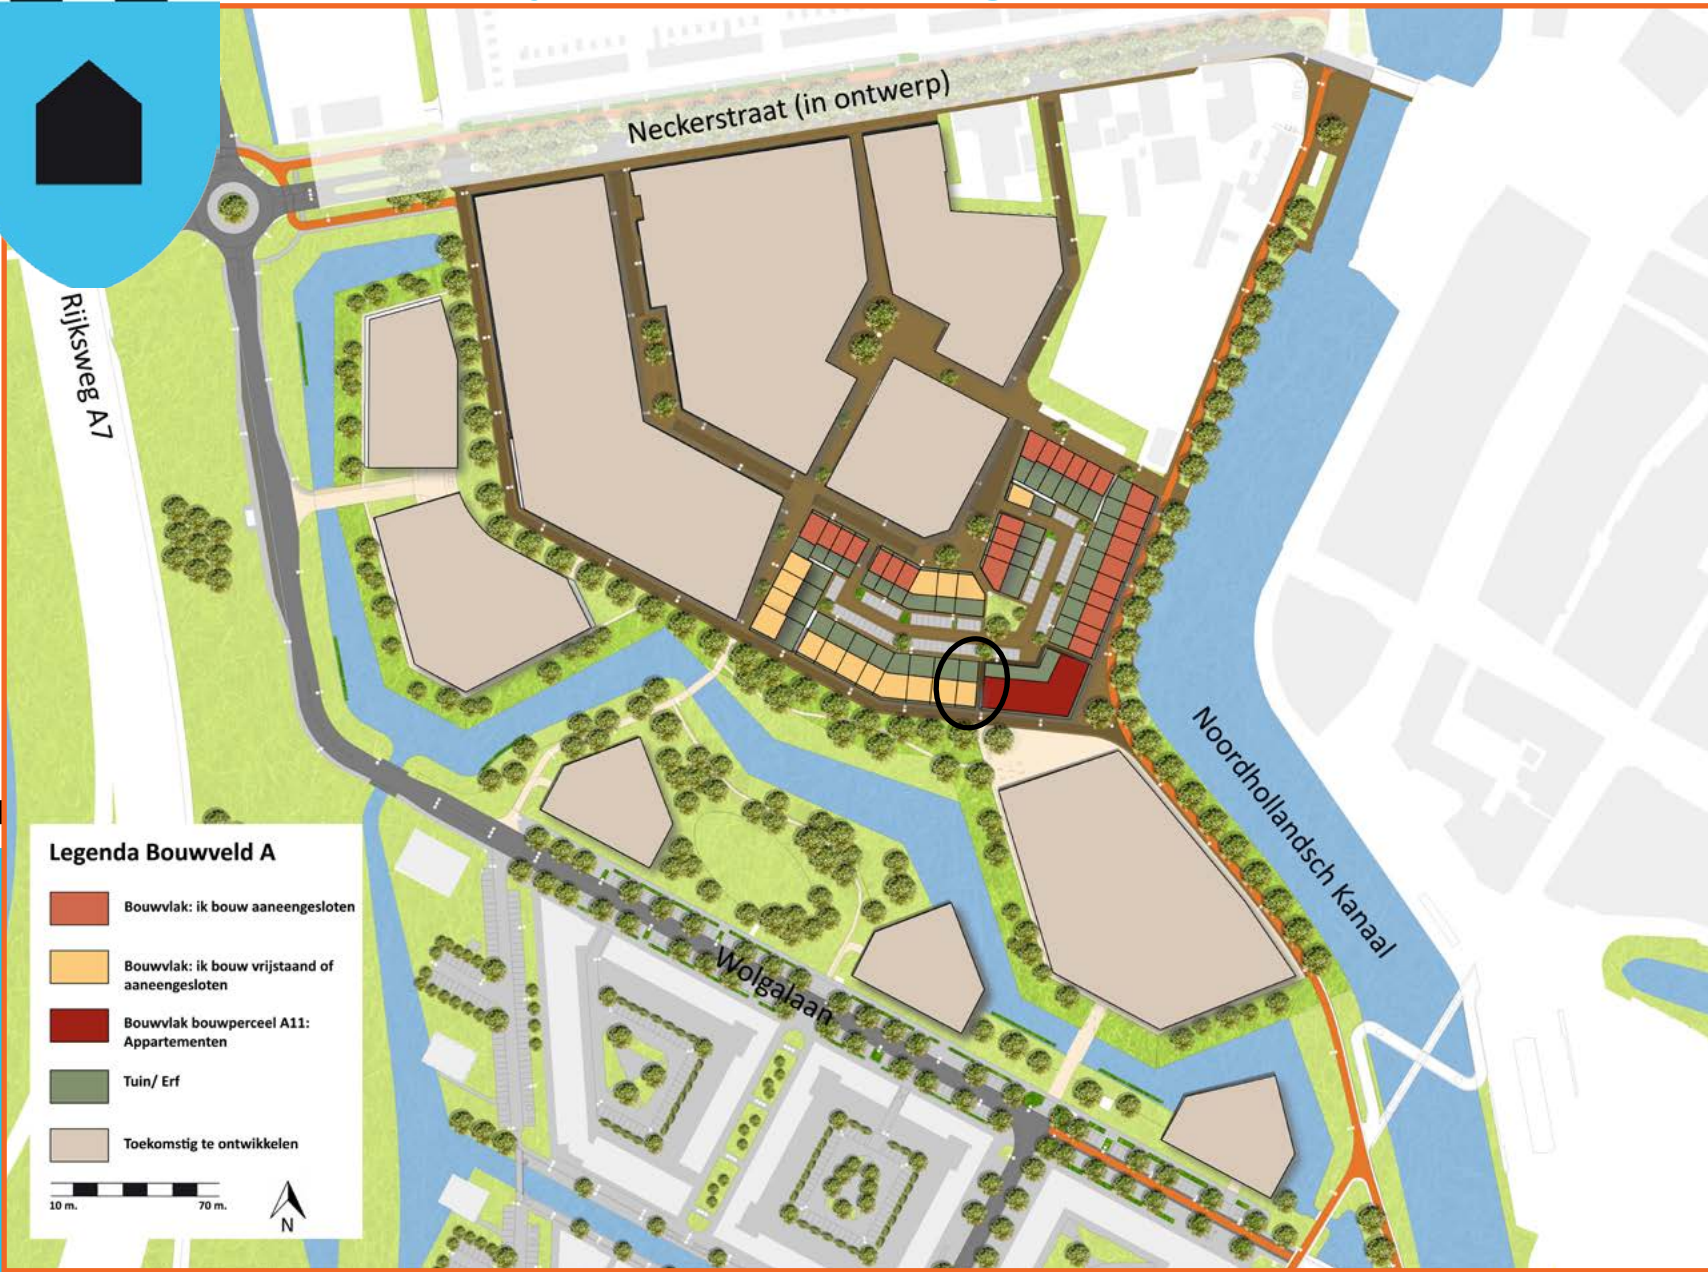 Neckerstraat (in ontwerp)
Rijksweg A7
Noordhollandsch Kanaal
Wolgalaan
Legenda Bouwveld A
Bouwvlak: ik bouw aaneengesloten
Bouwvlak: ik bouw vrijstaand of
aaneengesloten
Bouwvlak bouwperceel A11:
Appartementen
Tuin/ Erf
Toekomstig te ontwikkelen
10 m.
70 m.
N